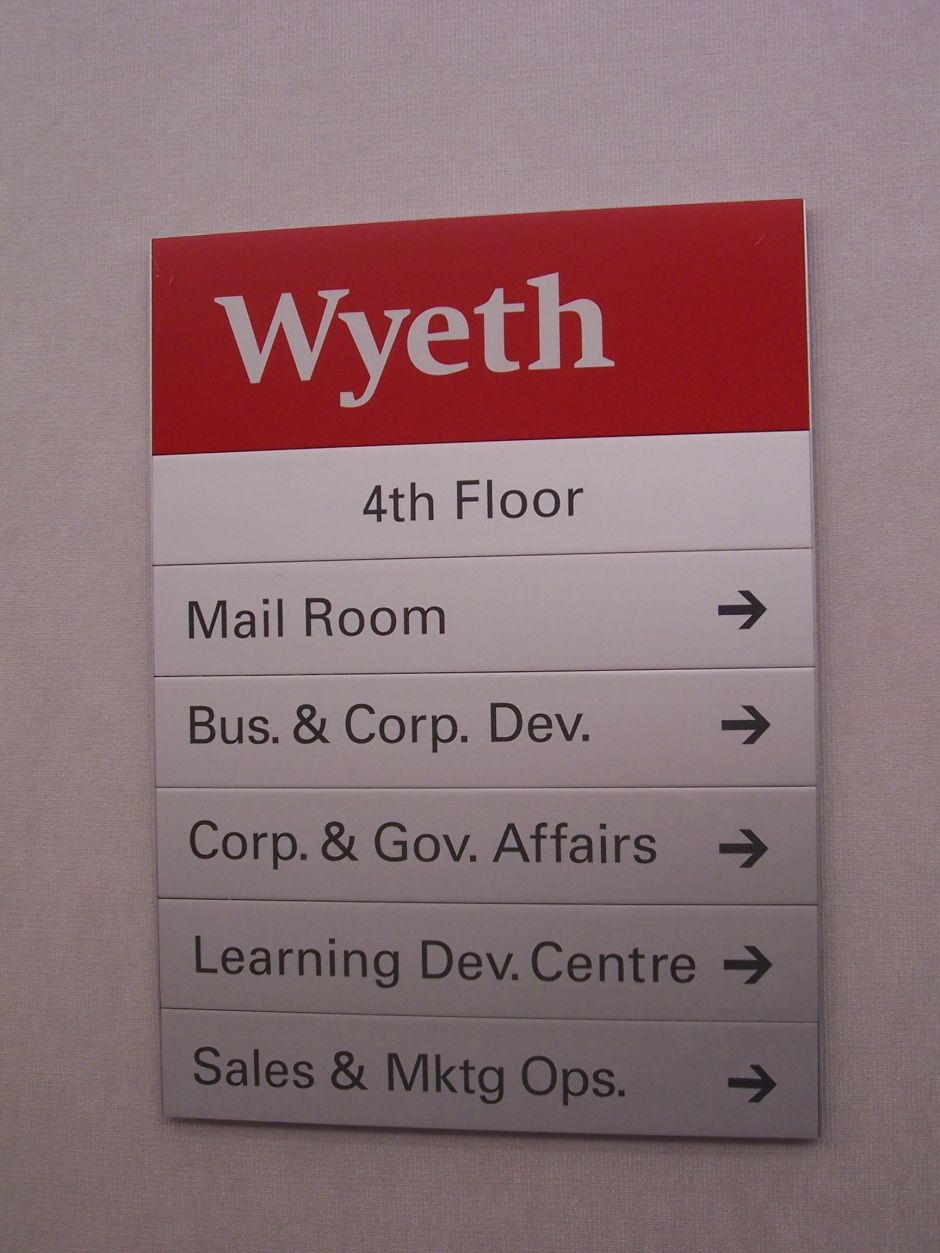 Wyeth
4th Floor
Mail Room →
Bus. & Corp. Dev. →
Corp. & Gov. Affairs →
Learning Dev. Centre →
Sales & Mktg Ops. →